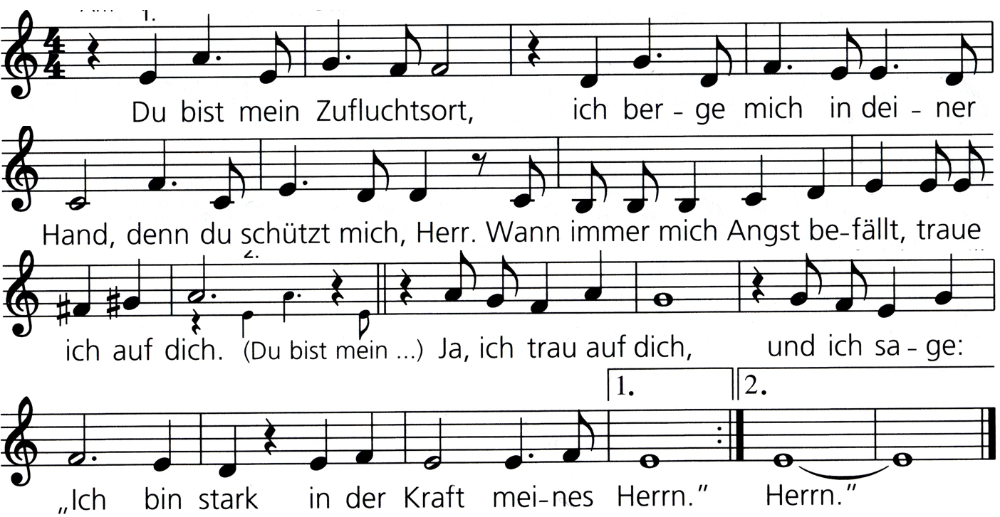 1.
Du bist mein Zufluchtsort, ich ber - ge mich in dei - ner
Hand, denn du schützt mich, Herr. Wann immer mich Angst be-fällt, traue
2.
ich auf dich. (Du bist mein ...) Ja, ich trau auf dich, und ich sa - ge:
1. 2.
„Ich bin stark in der Kraft mei-nes Herrn.” Herrn.”